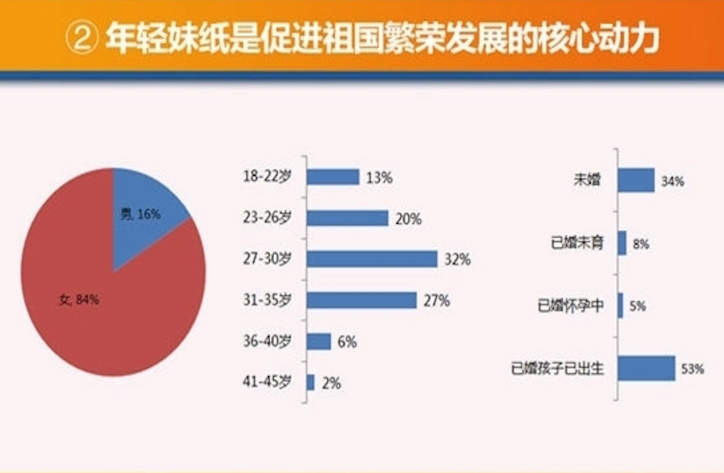 ② 年轻妹纸是促进祖国繁荣发展的核心动力
男, 16%
女, 84%
18-22岁 13%
23-26岁 20%
27-30岁 32%
31-35岁 27%
36-40岁 6%
41-45岁 2%
未婚 34%
已婚未育 8%
已婚怀孕中 5%
已婚孩子已出生 53%